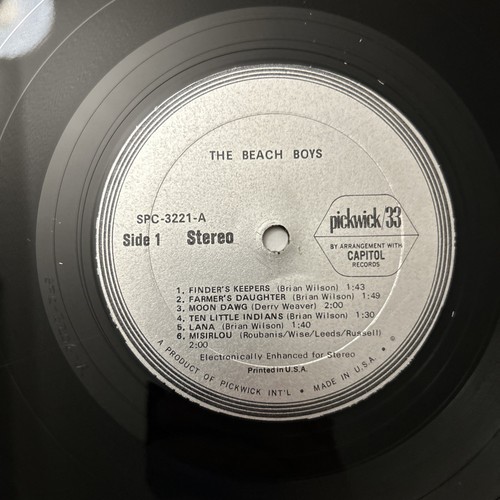 THE BEACH BOYS
SPC-3221-A
Side 1 Stereo
pickwick/33
BY ARRANGEMENT WITH
CAPITOL
RECORDS
1. FINDER'S KEEPERS (Brian Wilson) 1:43
2. FARMER'S DAUGHTER (Brian Wilson) 1:49
3. MOON DAWG (Derry Weaver) 2:00
4. TEN LITTLE INDIANS (Brian Wilson) 1:30
5. LANA (Brian Wilson) 1:40
6. MISIRLOU (Roubanis/Wise/Leeds/Russell)
2:00
Electronically Enhanced for Stereo
Printed in U.S.A.
A PRODUCT OF PICKWICK INT'L • MADE IN U.S.A. ®